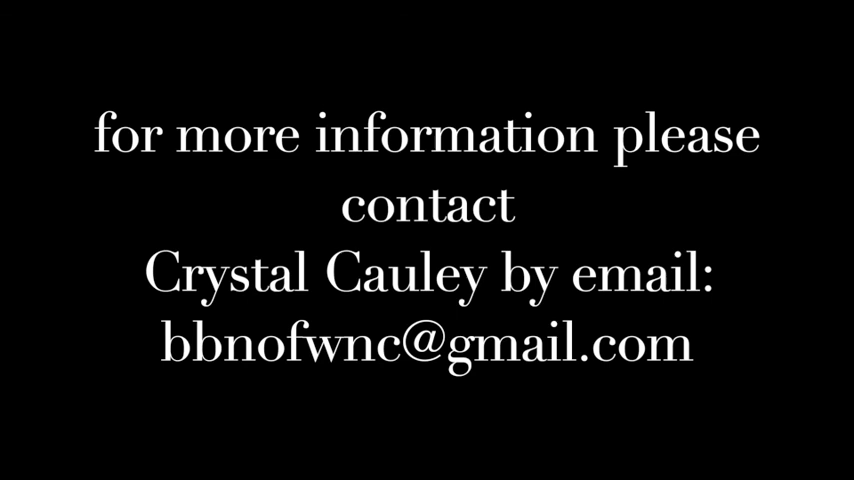 for more information please
contact
Crystal Cauley by email:
bbnofwnc@gmail.com